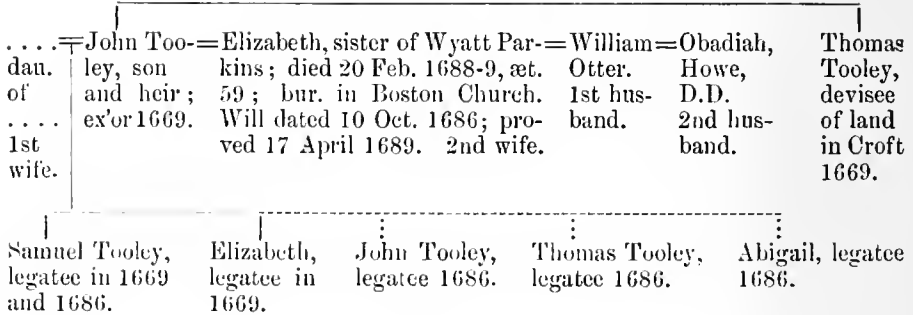 . . . . = John Too- = Elizabeth, sister of Wyatt Par- = William = Obadiah, Thomas
dau. ley, son kins; died 20 Feb. 1688-9, æt. Otter. Howe, Tooley,
of and heir; 59; bur. in Boston Church. 1st hus- D.D. devisee
. . . . ex'or 1669. Will dated 10 Oct. 1686; pro- band. 2nd hus- of land
1st ved 17 April 1689. 2nd wife. band. in Croft
wife. 1669.
Samuel Tooley, Elizabeth, John Tooley, Thomas Tooley, Abigail, legatee
legatee in 1669 legatee in legatee 1686. legatee 1686. 1686.
and 1686. 1669.